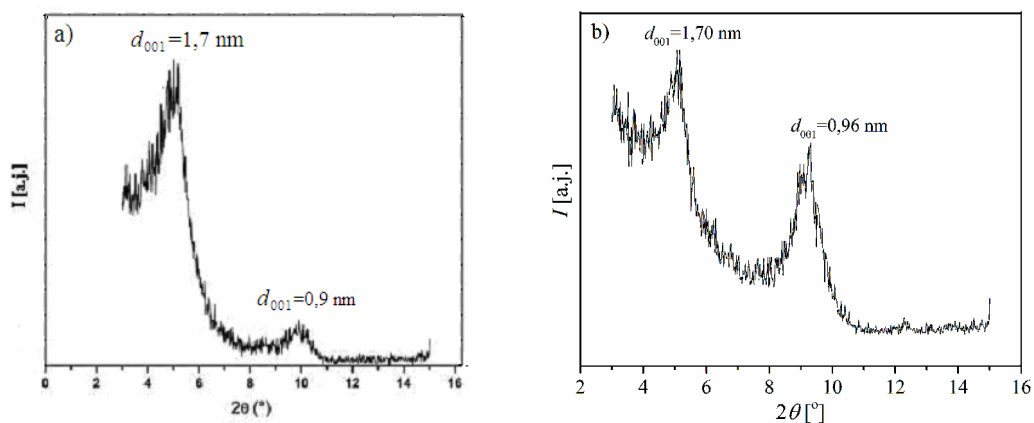 a)
d001=1,7 nm
d001=0,9 nm
I [a.j.]
0 2 4 6 8 10 12 14 16
2θ (°)
b)
d001=1,70 nm
d001=0,96 nm
I [a.j.]
2 4 6 8 10 12 14 16
2θ [°]